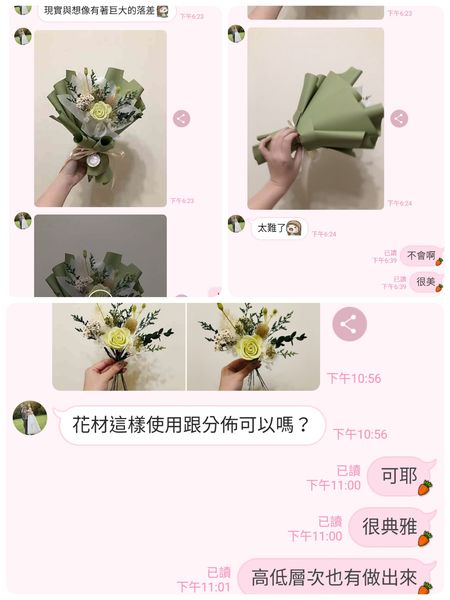 現實與想像有著巨大的落差
下午6:23
下午6:23
下午6:23
下午6:24
太難了
下午6:24
已讀
下午6:39
不會啊
已讀
下午6:39
很美
下午10:56
花材這樣使用跟分佈可以嗎？
下午10:56
已讀
下午11:00
可耶
已讀
下午11:00
很典雅
已讀
下午11:01
高低層次也有做出來